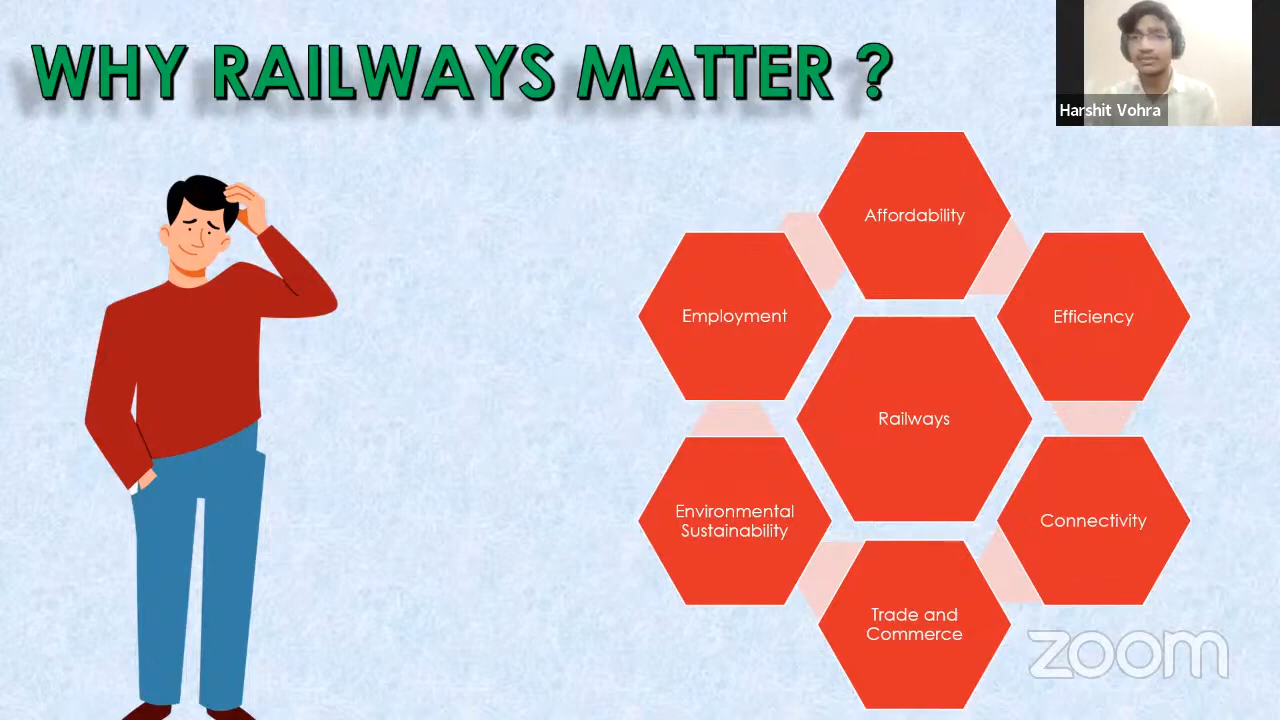 WHY RAILWAYS MATTER ?
Harshit Vohra
Affordability
Employment
Efficiency
Railways
Environmental
Sustainability
Connectivity
Trade and
Commerce
zoom